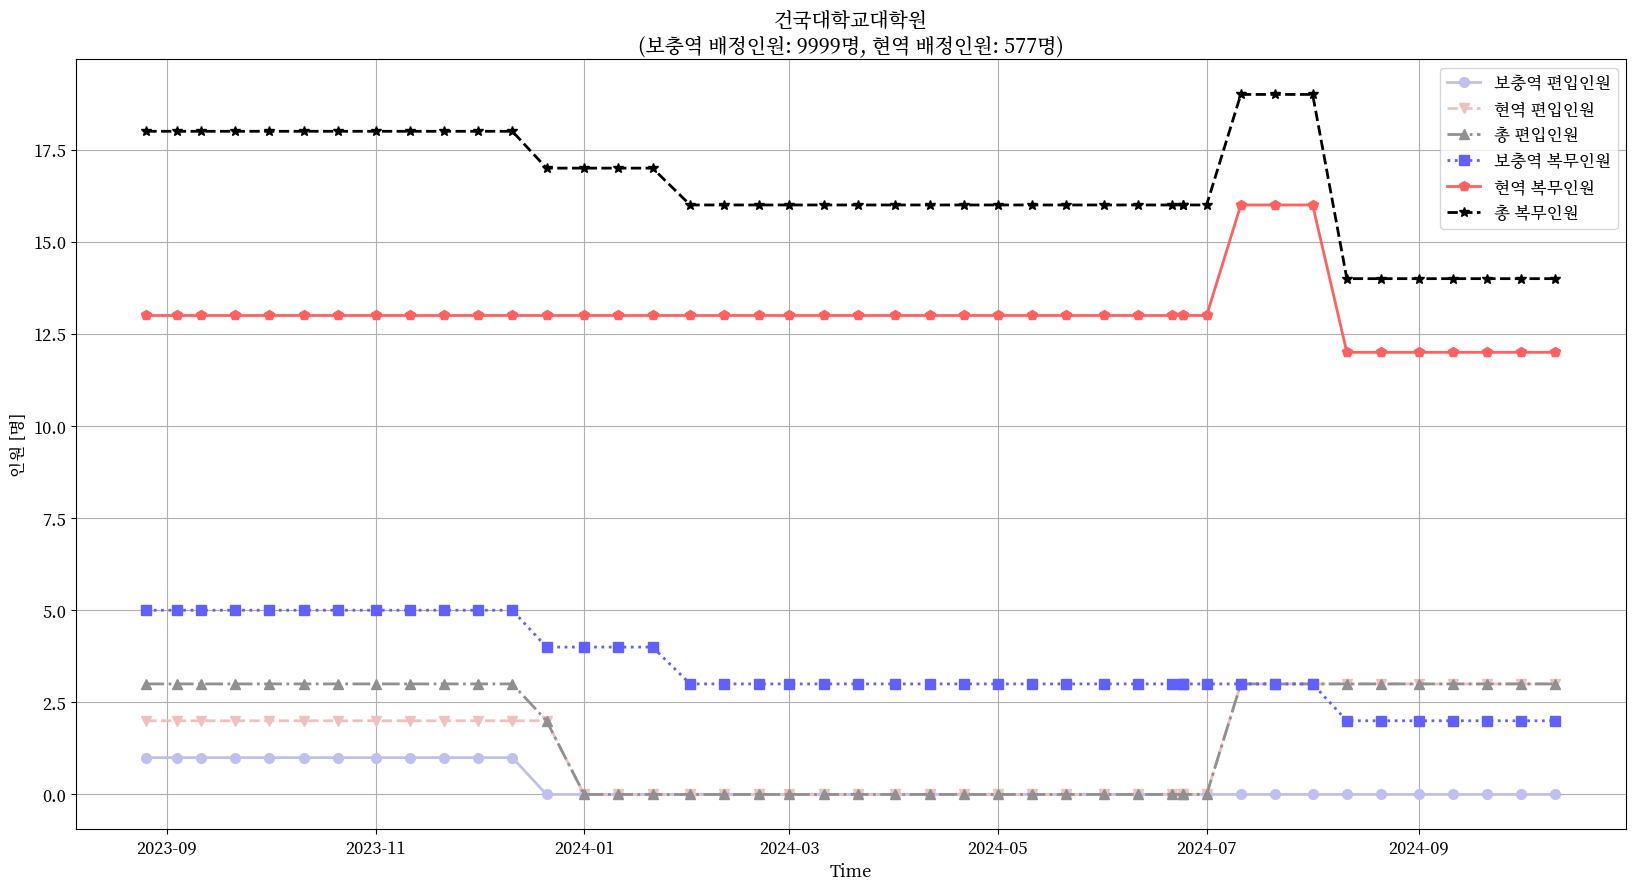 건국대학교대학원
(보충역 배정인원: 9999명, 현역 배정인원: 577명)
보충역 편입인원
현역 편입인원
총 편입인원
보충역 복무인원
현역 복무인원
총 복무인원
17.5
15.0
12.5
10.0
7.5
5.0
2.5
0.0
인원 [명]
2023-09
2023-11
2024-01
2024-03
2024-05
2024-07
2024-09
Time